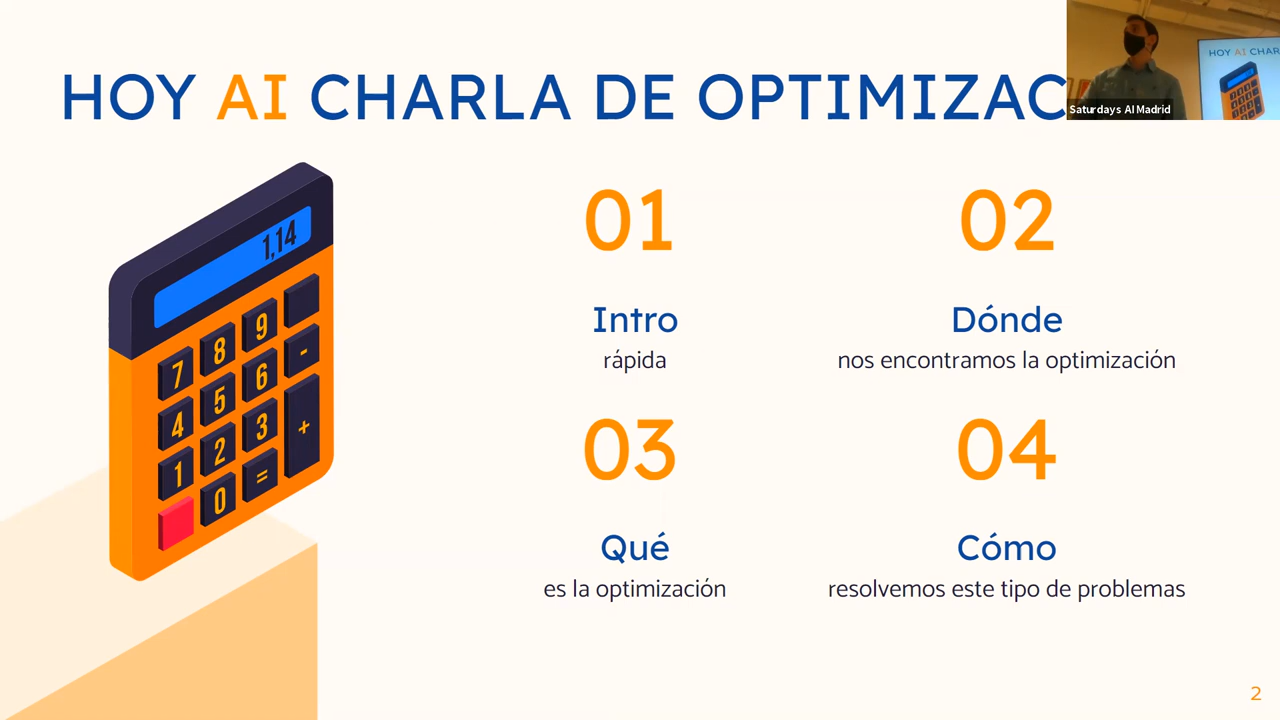 HOY AI CHARLA DE OPTIMIZAC
Saturdays AI Madrid
HOY AI CHAR
1,14
7 8 9
4 5 6 -
1 2 3 +
0 =
01
Intro
rápida
02
Dónde
nos encontramos la optimización
03
Qué
es la optimización
04
Cómo
resolvemos este tipo de problemas
2